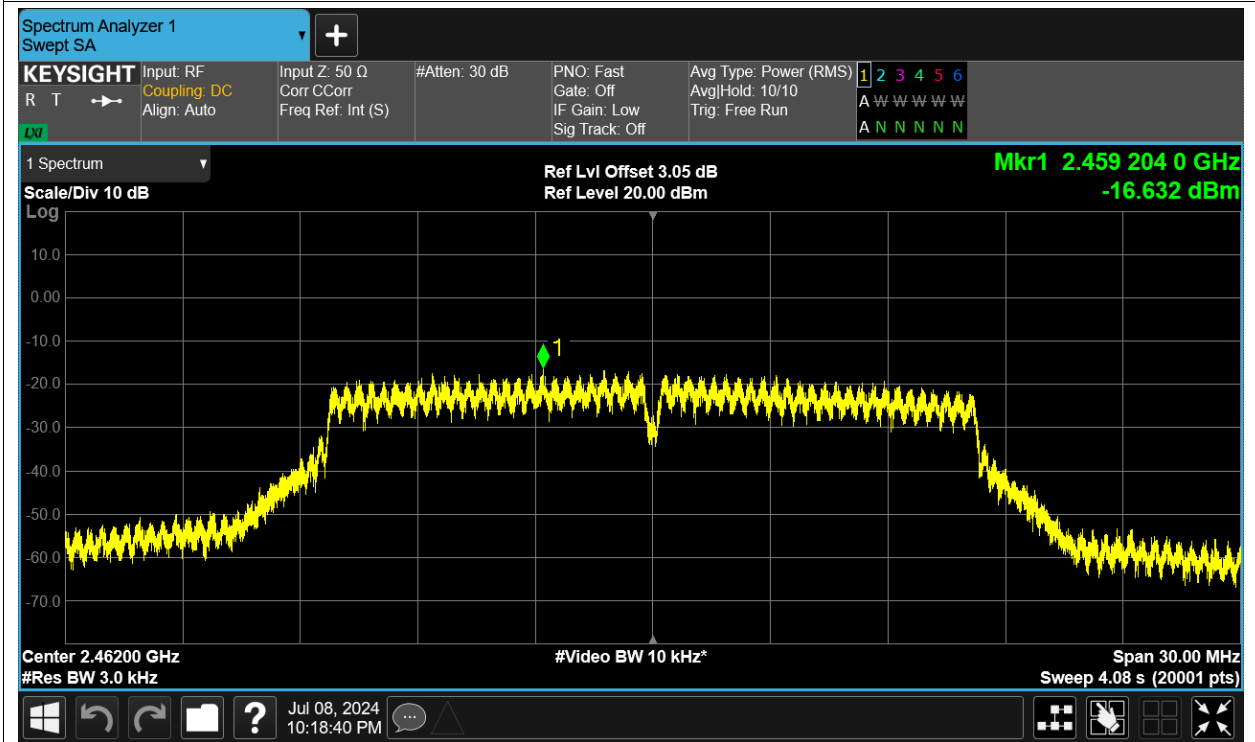 Spectrum Analyzer 1
Swept SA
KEYSIGHT
R T
LXI
Input: RF
Coupling: DC
Align: Auto
Input Z: 50 Ω
Corr CCorr
Freq Ref: Int (S)
#Atten: 30 dB
PNO: Fast
Gate: Off
IF Gain: Low
Sig Track: Off
Avg Type: Power (RMS)
Avg|Hold: 10/10
Trig: Free Run
1 2 3 4 5 6
A W W W W W
A N N N N N
1 Spectrum
Scale/Div 10 dB
Log
Ref Lvl Offset 3.05 dB
Ref Level 20.00 dBm
Mkr1 2.459 204 0 GHz
-16.632 dBm
10.0
0.00
-10.0
1
-20.0
-30.0
-40.0
-50.0
-60.0
-70.0
Center 2.46200 GHz
#Res BW 3.0 kHz
#Video BW 10 kHz*
Span 30.00 MHz
Sweep 4.08 s (20001 pts)
?
Jul 08, 2024
10:18:40 PM